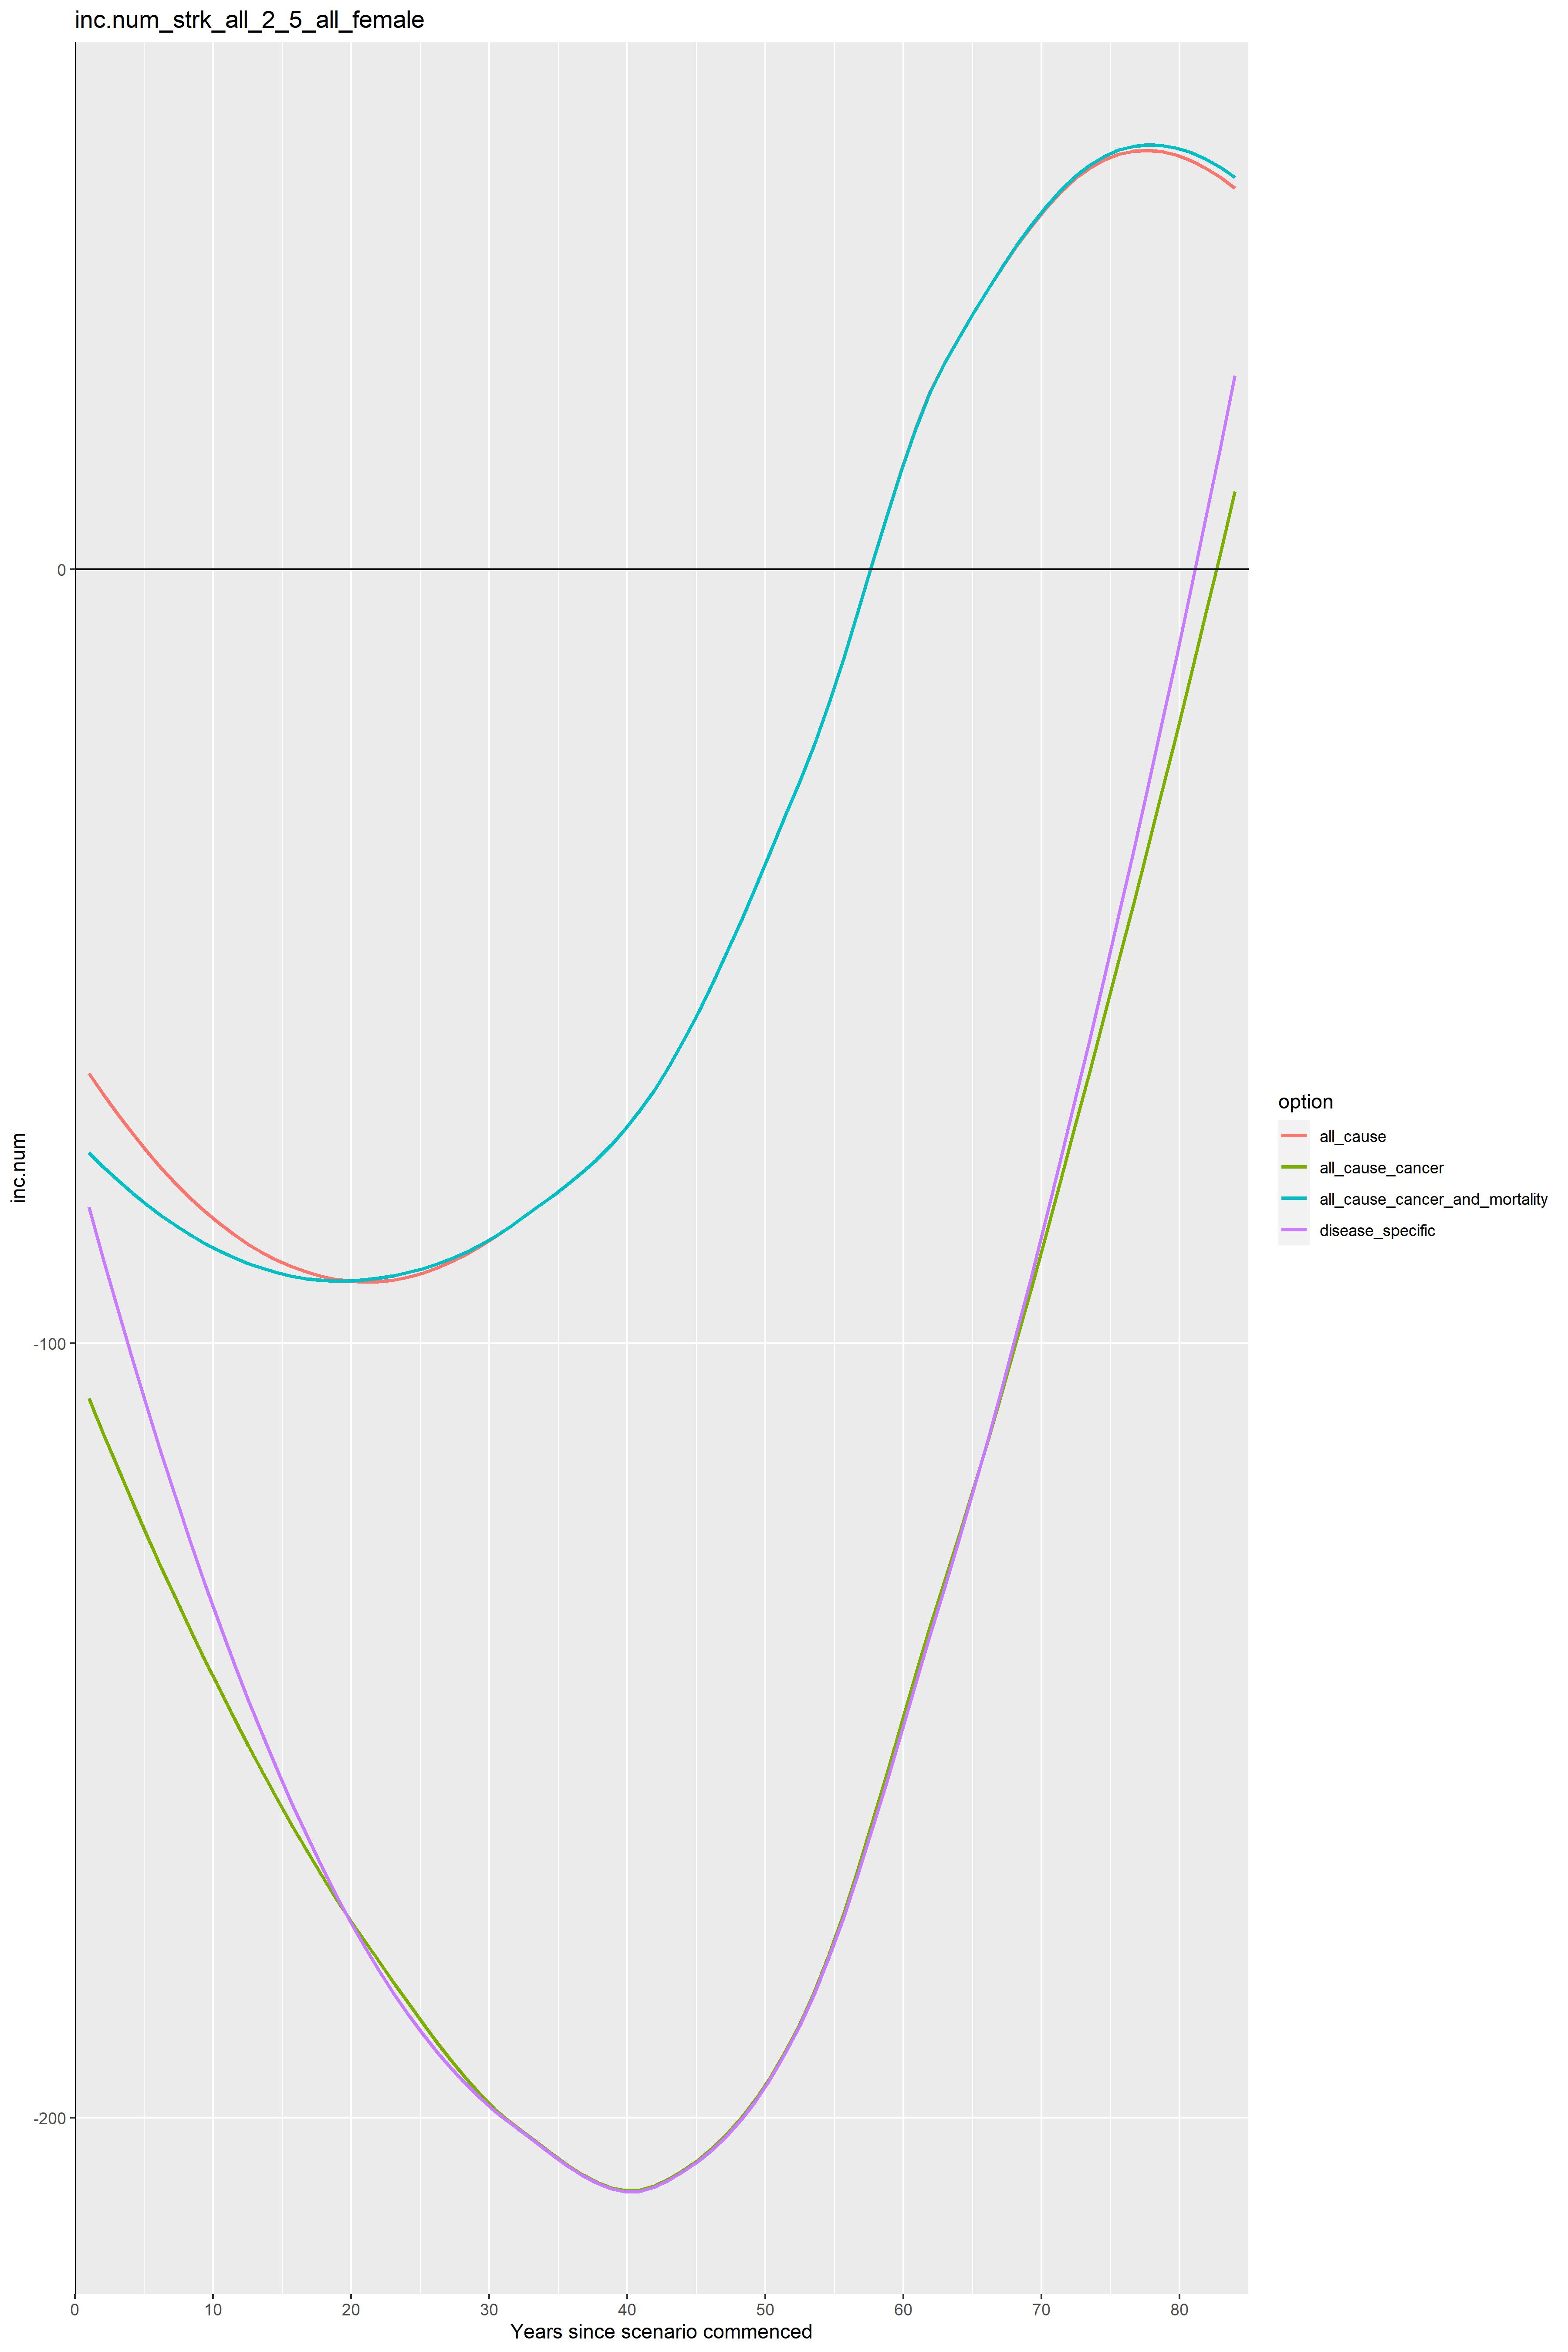 inc.num_strk_all_2_5_all_female
inc.num
0
-100
-200
0 10 20 30 40 50 60 70 80
Years since scenario commenced
option
all_cause
all_cause_cancer
all_cause_cancer_and_mortality
disease_specific